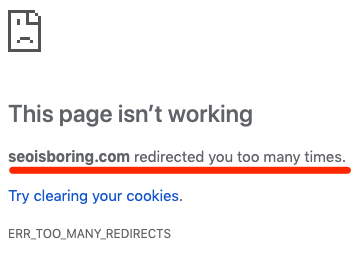 This page isn’t working
seoisboring.com redirected you too many times.
Try clearing your cookies.
ERR_TOO_MANY_REDIRECTS